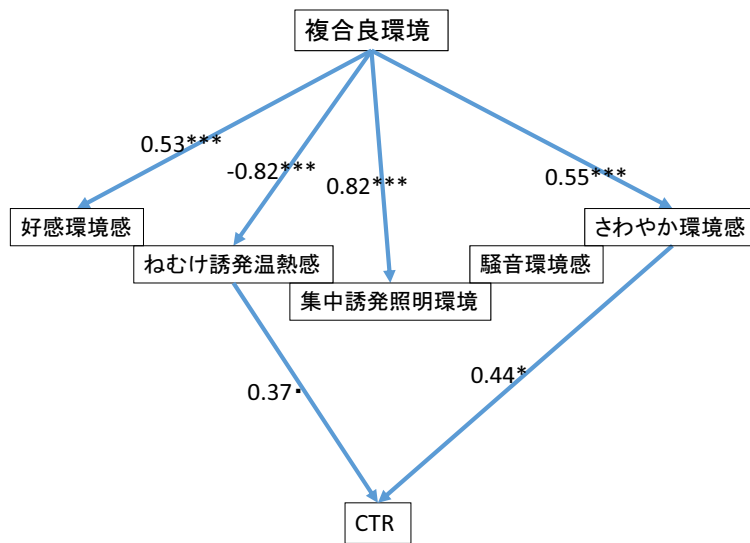 複合良環境
0.53***
-0.82***
0.82***
0.55***
好感環境感
さわやか環境感
ねむけ誘発温熱感
騒音環境感
集中誘発照明環境
0.37▪
0.44*
CTR